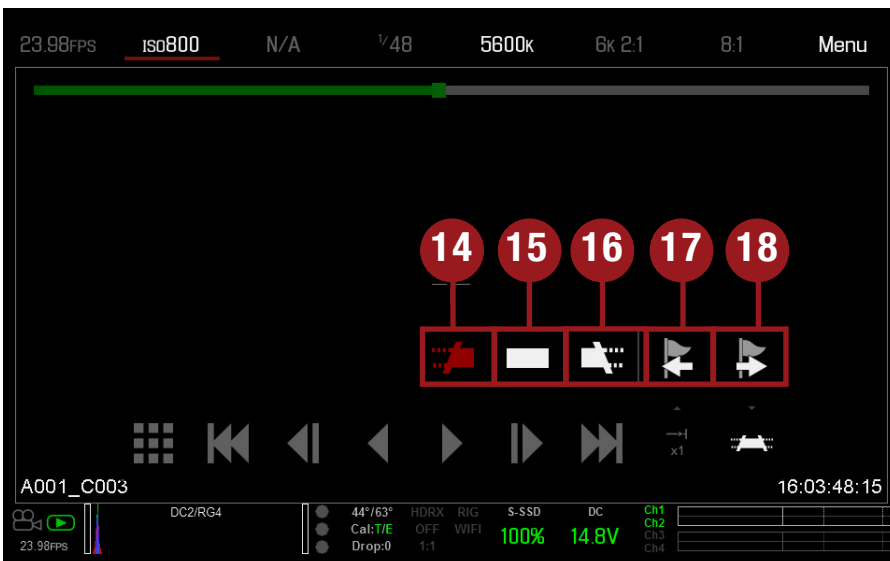 23.98FPS ISO800 N/A 1/48 5600K 6K 2:1 8:1 Menu
14 15 16 17 18
x1
A001_C003 16:03:48:15
DC2/RG4 44°/63° HDRX RIG S-SSD DC Ch1
Cal:T/E OFF WIFI 100% 14.8V Ch2
23.98FPS Drop:0 1:1 Ch3
Ch4